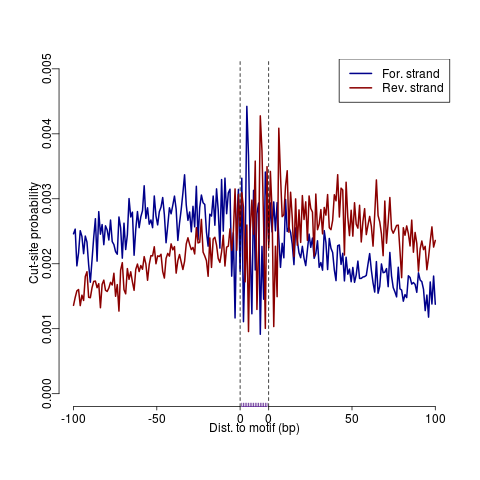 For. strand
Rev. strand
Cut-site probability
0.005
0.004
0.003
0.002
0.001
0.000
-100 -50 0 0 50 100
Dist. to motif (bp)